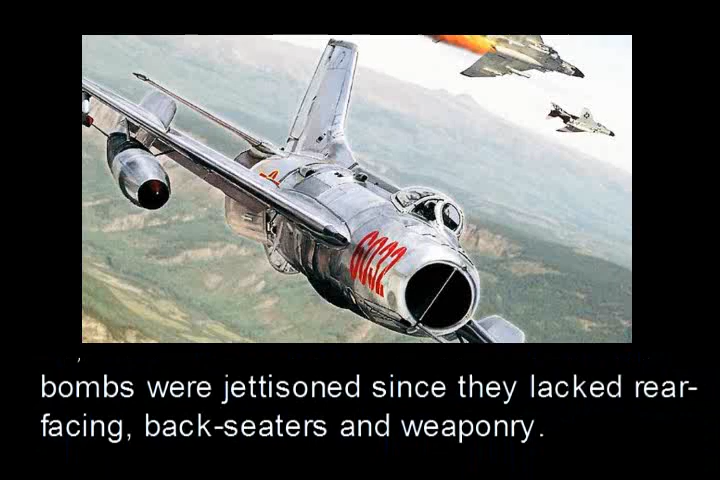 6032
bombs were jettisoned since they lacked rear-
facing, back-seaters and weaponry.